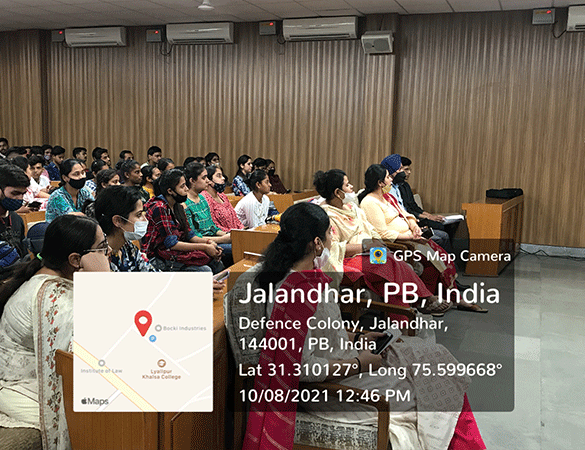 GPS Map Camera
Jalandhar, PB, India
Defence Colony, Jalandhar,
144001, PB, India
Lat 31.310127°, Long 75.599668°
10/08/2021 12:46 PM
Bocki Industries
Institute of Law
Lyallpur
Khalsa College
Maps